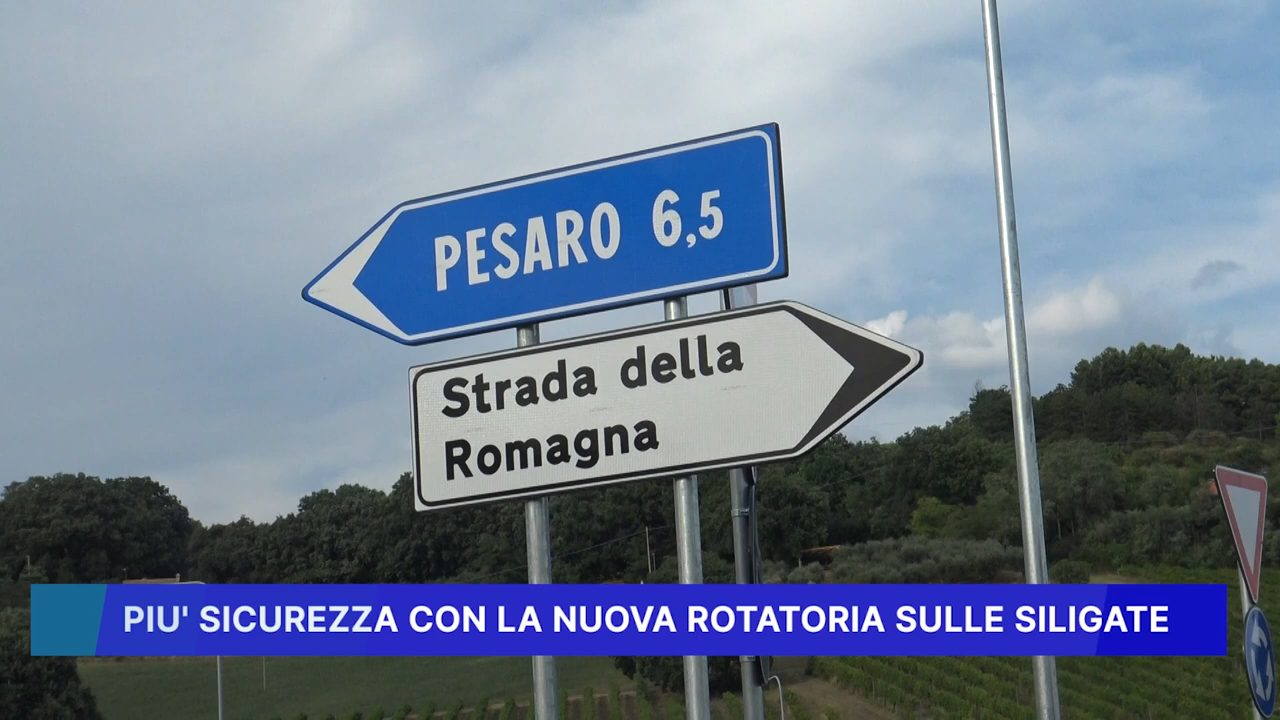 PESARO 6,5
Strada della
Romagna
PIU' SICUREZZA CON LA NUOVA ROTATORIA SULLE SILIGATE